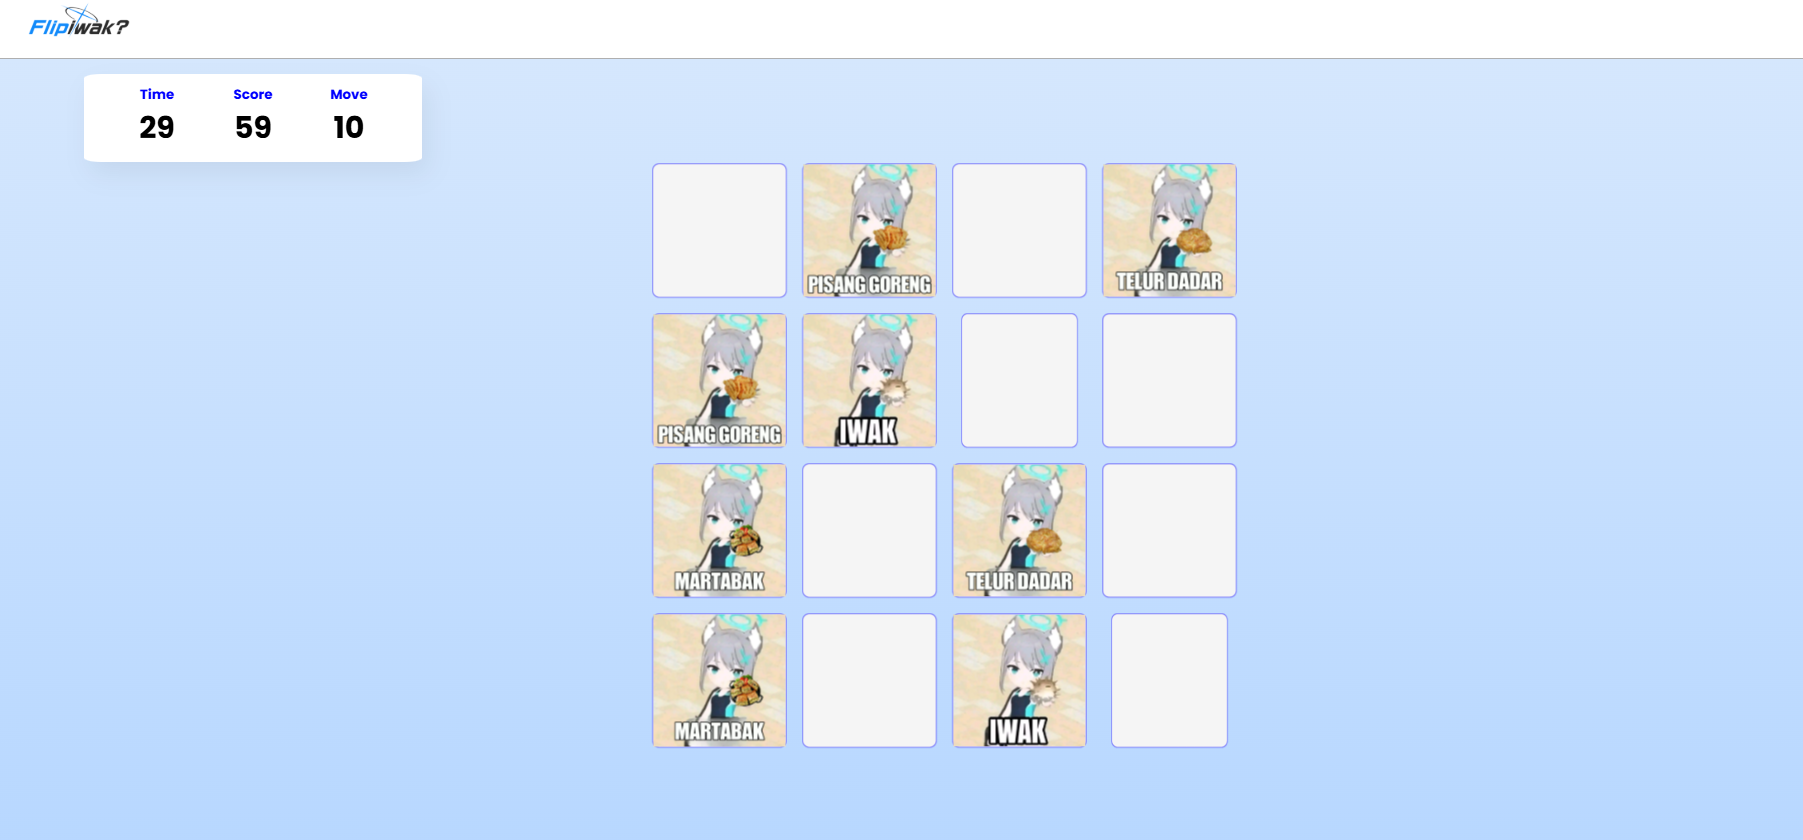 Flipiwak?
Time Score Move
29 59 10
PISANG GORENG
TELUR DADAR
PISANG GORENG
IWAK
MARTABAK
TELUR DADAR
MARTABAK
IWAK